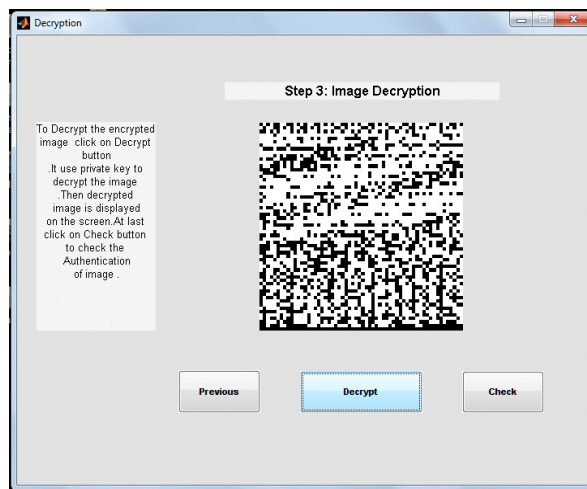 Decryption
Step 3: Image Decryption
To Decrypt the encrypted
image click on Decrypt
button
.It use private key to
decrypt the image
.Then decrypted
image is displayed
on the screen.At last
click on Check button
to check the
Authentication
of image .
Previous
Decrypt
Check